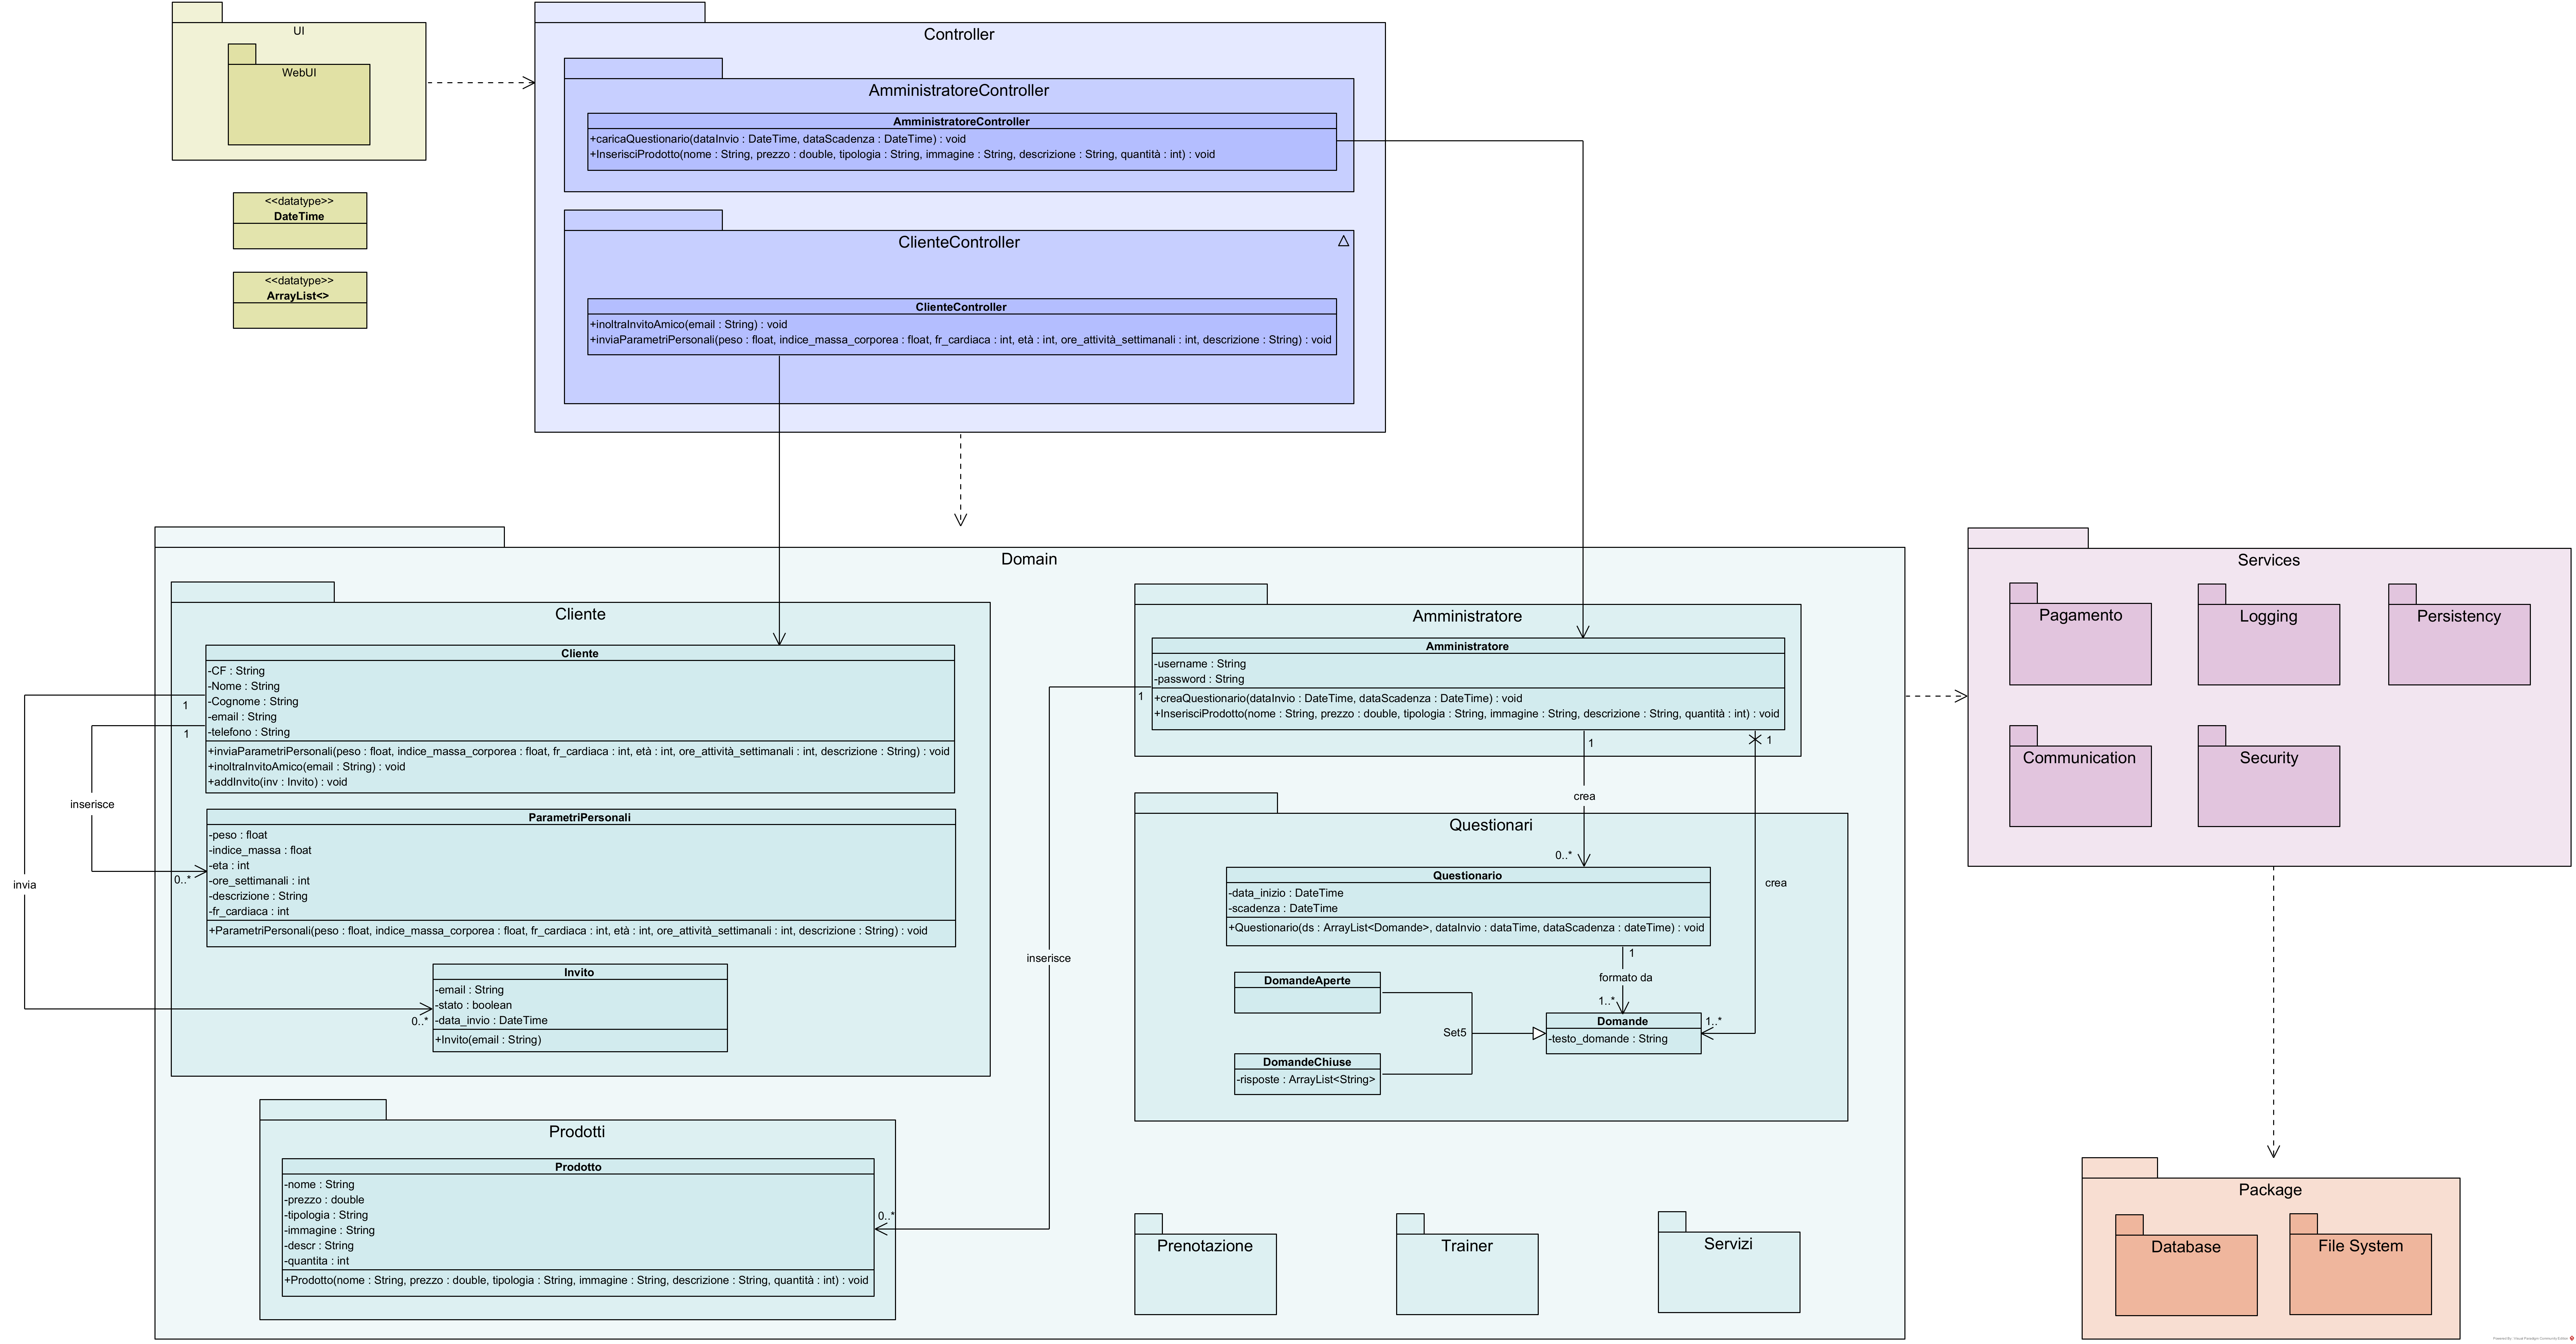 UI
WebUI
<<datatype>>
DateTime
<<datatype>>
ArrayList<>
Controller
AmministratoreController
AmministratoreController
+caricaQuestionario(dataInvio : DateTime, dataScadenza : DateTime) : void
+InserisciProdotto(nome : String, prezzo : double, tipologia : String, immagine : String, descrizione : String, quantità : int) : void
ClienteController
ClienteController
+inoltraInvitoAmico(email : String) : void
+inviaParametriPersonali(peso : float, indice_massa_corporea : float, fr_cardiaca : int, età : int, ore_attività_settimanali : int, descrizione : String) : void
Domain
Cliente
Cliente
-CF : String
-Nome : String
-Cognome : String
-email : String
-telefono : String
+inviaParametriPersonali(peso : float, indice_massa_corporea : float, fr_cardiaca : int, età : int, ore_attività_settimanali : int, descrizione : String) : void
+inoltraInvitoAmico(email : String) : void
+addInvito(inv : Invito) : void
1
1
inserisce
invia
0..*
ParametriPersonali
-peso : float
-indice_massa : float
-eta : int
-ore_settimanali : int
-descrizione : String
-fr_cardiaca : int
+ParametriPersonali(peso : float, indice_massa_corporea : float, fr_cardiaca : int, età : int, ore_attività_settimanali : int, descrizione : String) : void
0..*
Invito
-email : String
-stato : boolean
-data_invio : DateTime
+Invito(email : String)
Prodotti
Prodotto
-nome : String
-prezzo : double
-tipologia : String
-immagine : String
-descr : String
-quantita : int
+Prodotto(nome : String, prezzo : double, tipologia : String, immagine : String, descrizione : String, quantità : int) : void
0..*
inserisce
1
Amministratore
Amministratore
-username : String
-password : String
+creaQuestionario(dataInvio : DateTime, dataScadenza : DateTime) : void
+InserisciProdotto(nome : String, prezzo : double, tipologia : String, immagine : String, descrizione : String, quantità : int) : void
1
1
crea
crea
0..*
Questionari
Questionario
-data_inizio : DateTime
-scadenza : DateTime
+Questionario(ds : ArrayList<Domande>, dataInvio : dataTime, dataScadenza : dateTime) : void
1
formato da
1..*
1..*
DomandeAperte
Set5
Domande
-testo_domande : String
DomandeChiuse
-risposte : ArrayList<String>
Prenotazione
Trainer
Servizi
Services
Pagamento
Logging
Persistency
Communication
Security
Package
Database
File System